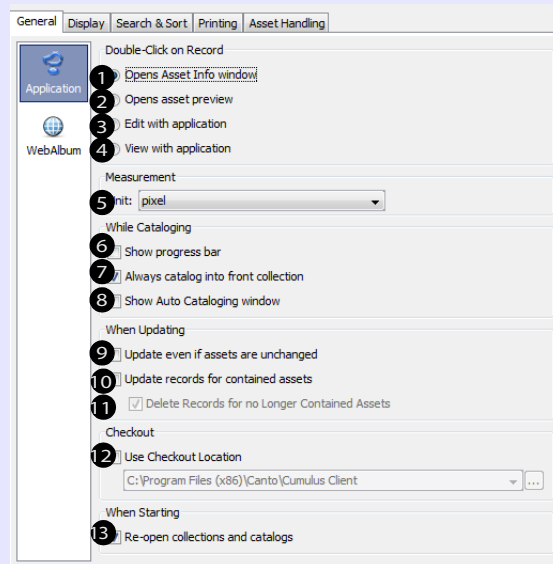 General Display Search & Sort Printing Asset Handling
Application
WebAlbum
Double-Click on Record
1 Opens Asset Info window
2 Opens asset preview
3 Edit with application
4 View with application
Measurement
5 nit: pixel
While Cataloging
6 Show progress bar
7 Always catalog into front collection
8 Show Auto Cataloging window
When Updating
9 Update even if assets are unchanged
10 Update records for contained assets
11 Delete Records for no Longer Contained Assets
Checkout
12 Use Checkout Location
C:\Program Files (x86)\Canto\Cumulus Client ...
When Starting
13 Re-open collections and catalogs